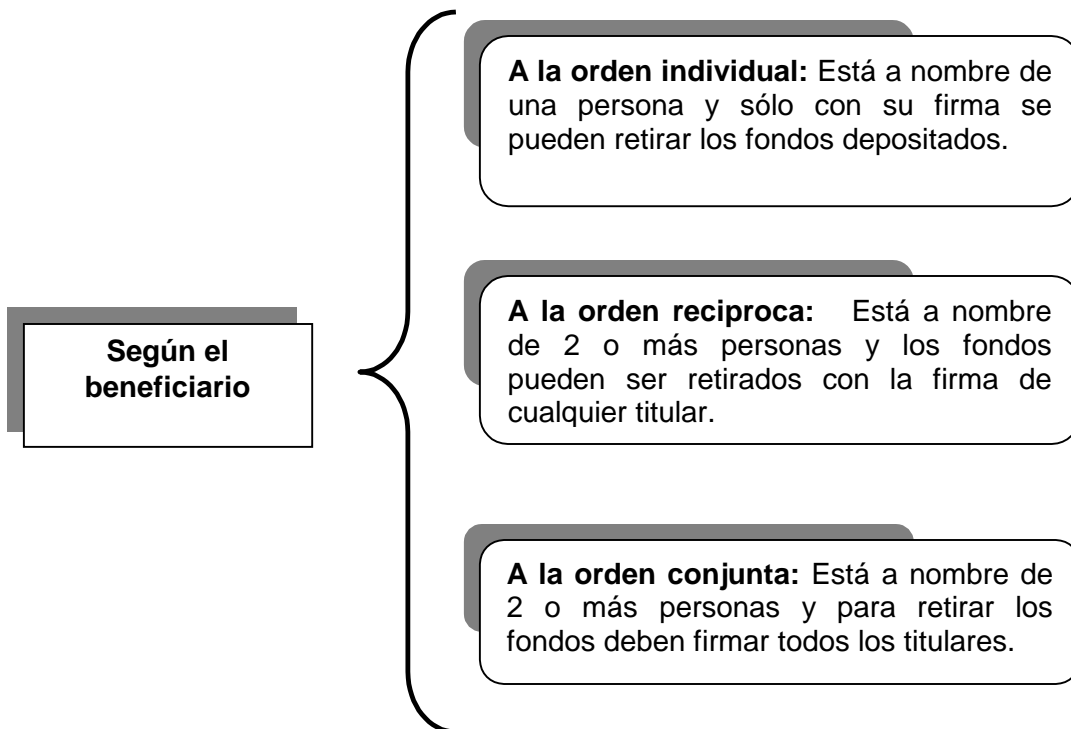 Según el
beneficiario
A la orden individual: Está a nombre de
una persona y sólo con su firma se
pueden retirar los fondos depositados.
A la orden reciproca: Está a nombre
de 2 o más personas y los fondos
pueden ser retirados con la firma de
cualquier titular.
A la orden conjunta: Está a nombre de
2 o más personas y para retirar los
fondos deben firmar todos los titulares.